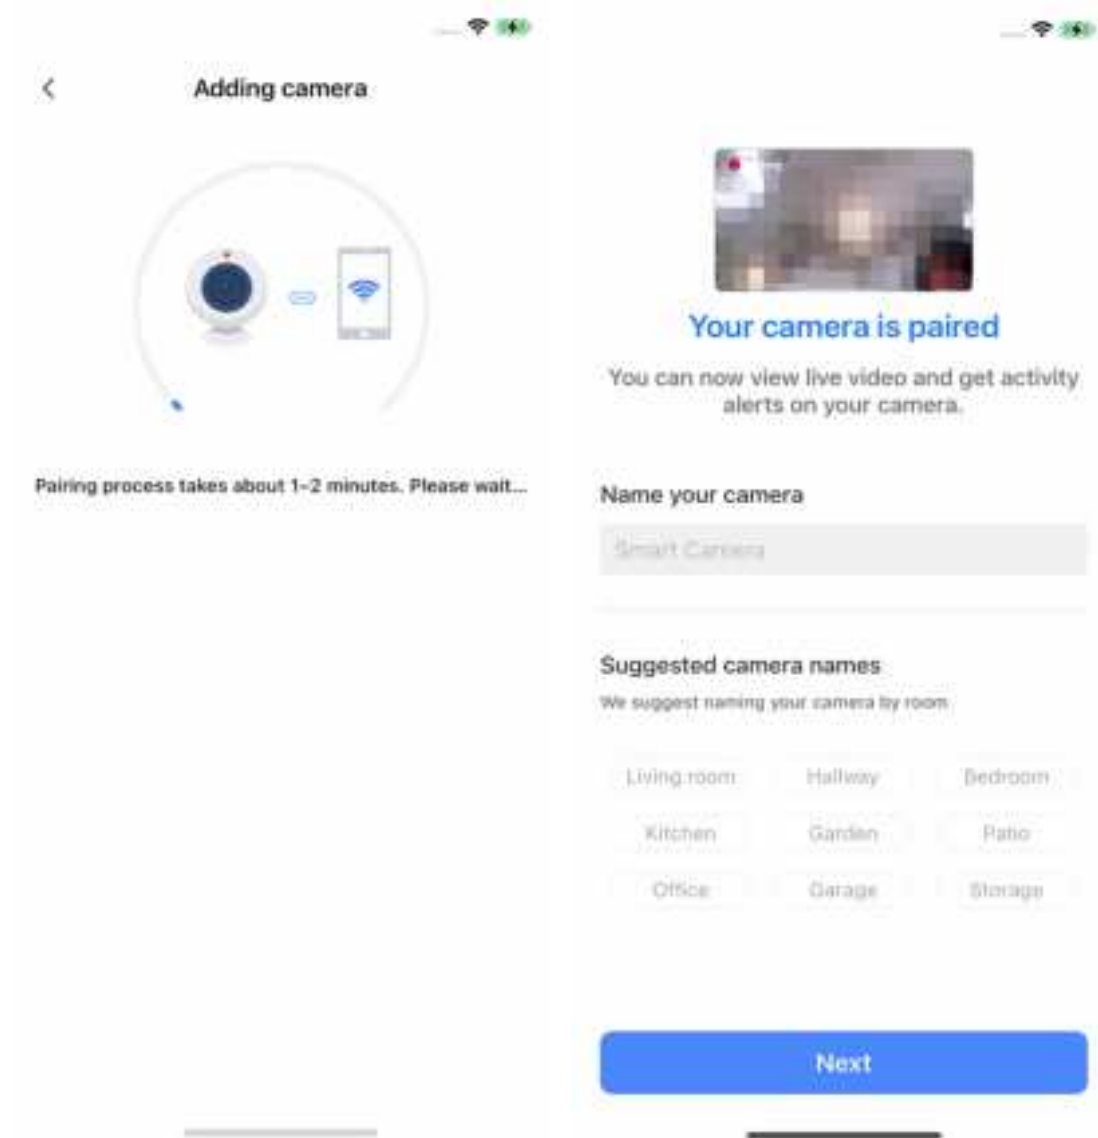 Adding camera
Pairing process takes about 1-2 minutes. Please wait...
Your camera is paired
You can now view live video and get activity
alerts on your camera.
Name your camera
Smart Camera
Suggested camera names
We suggest naming your camera by room
Living room
Hallway
Bedroom
Kitchen
Garden
Patio
Office
Garage
Storage
Next